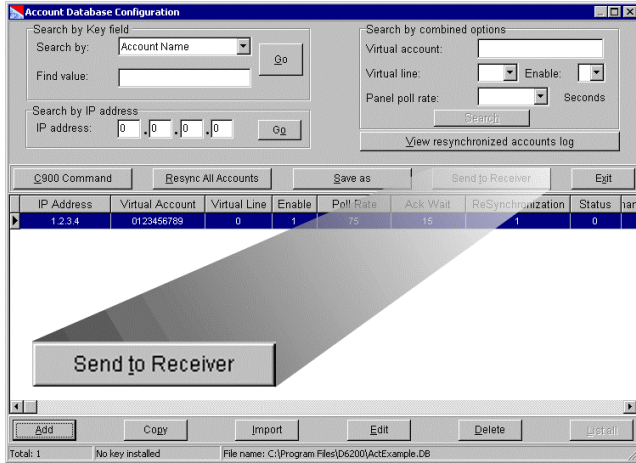 Account Database Configuration
Search by Key field
Search by: Account Name
Go
Find value:
Search by IP address
IP address: 0 . 0 . 0 . 0 Go
Search by combined options
Virtual account:
Virtual line: Enable:
Panel poll rate: Seconds
Search
View resynchronized accounts log
C900 Command Resync All Accounts Save as Send to Receiver Exit
IP Address Virtual Account Virtual Line Enable Poll Rate Ack Wait ReSynchronization Status
1.2.3.4 0123456789 0 1 75 15 1 0
Send to Receiver
Add Copy Import Edit Delete List all
Total: 1 No key installed File name: C:\Program Files\D6200\ActExample.DB